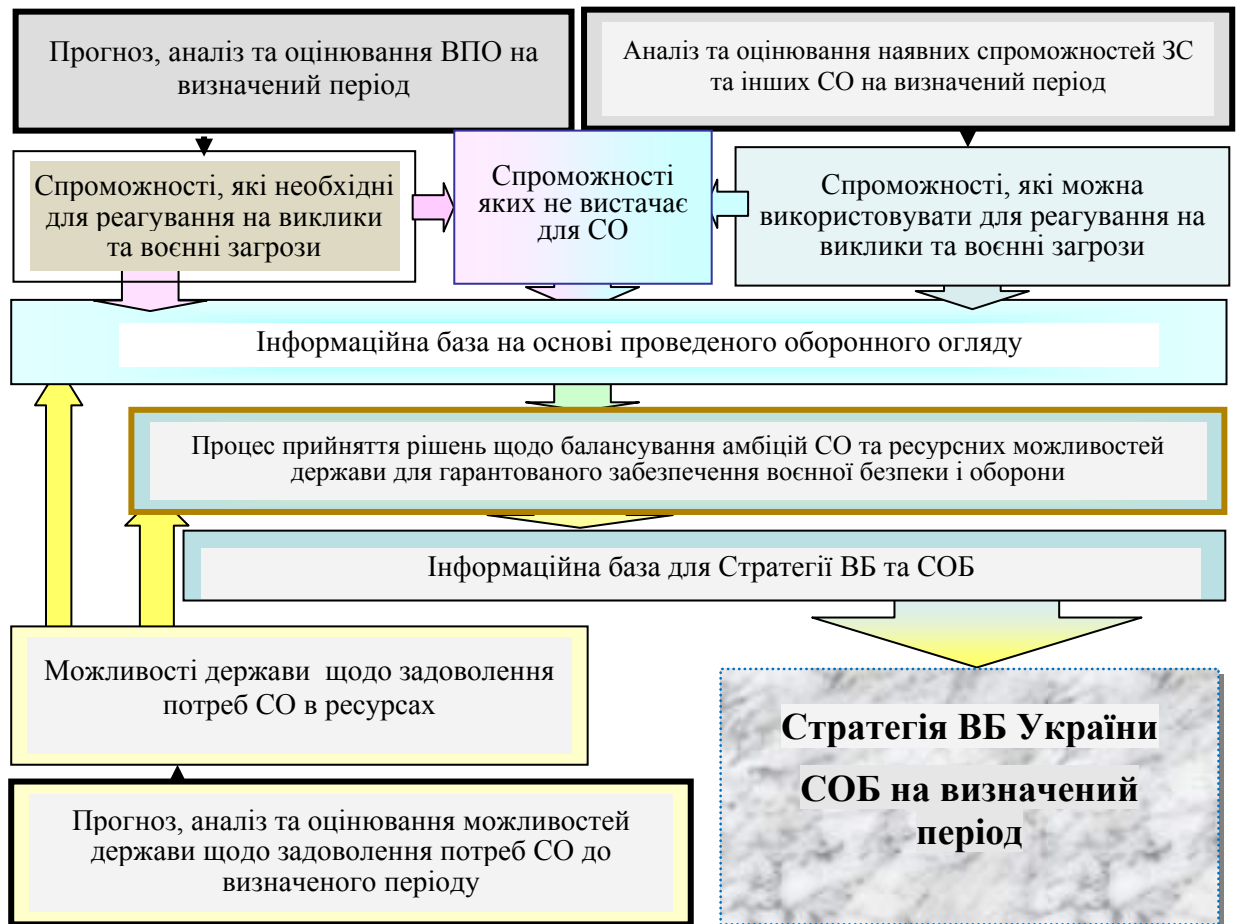 Прогноз, аналіз та оцінювання ВПО на
визначений період
Аналіз та оцінювання наявних спроможностей ЗС
та інших СО на визначений період
Спроможності, які необхідні
для реагування на виклики
та воєнні загрози
Спроможності
яких не вистачає
для СО
Спроможності, які можна
використовувати для реагування на
виклики та воєнні загрози
Інформаційна база на основі проведеного оборонного огляду
Процес прийняття рішень щодо балансування амбіцій СО та ресурсних можливостей
держави для гарантованого забезпечення воєнної безпеки і оборони
Інформаційна база для Стратегії ВБ та СОБ
Можливості держави щодо задоволення
потреб СО в ресурсах
Прогноз, аналіз та оцінювання можливостей
держави щодо задоволення потреб СО до
визначеного періоду
Стратегія ВБ України
СОБ на визначений
період